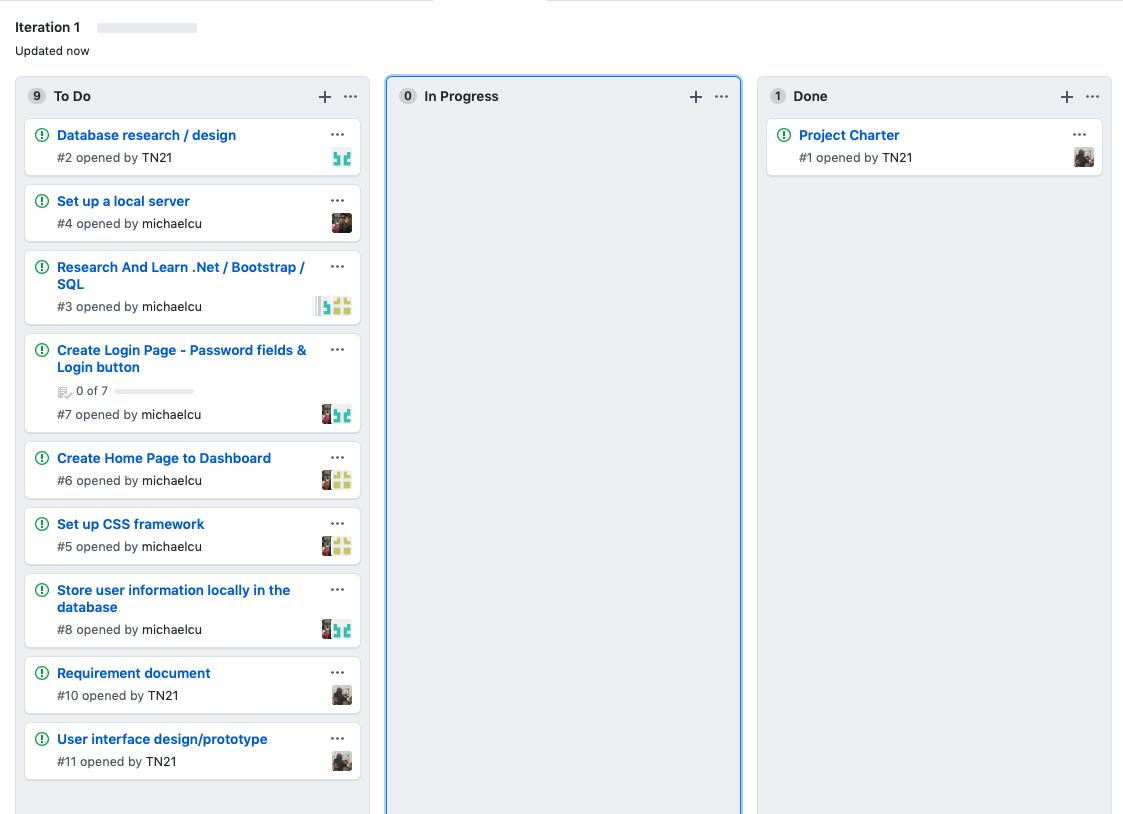 Iteration 1
Updated now
9 To Do
Database research / design
#2 opened by TN21
Set up a local server
#4 opened by michaelcu
Research And Learn .Net / Bootstrap /
SQL
#3 opened by michaelcu
Create Login Page - Password fields &
Login button
0 of 7
#7 opened by michaelcu
Create Home Page to Dashboard
#6 opened by michaelcu
Set up CSS framework
#5 opened by michaelcu
Store user information locally in the
database
#8 opened by michaelcu
Requirement document
#10 opened by TN21
User interface design/prototype
#11 opened by TN21
0 In Progress
1 Done
Project Charter
#1 opened by TN21